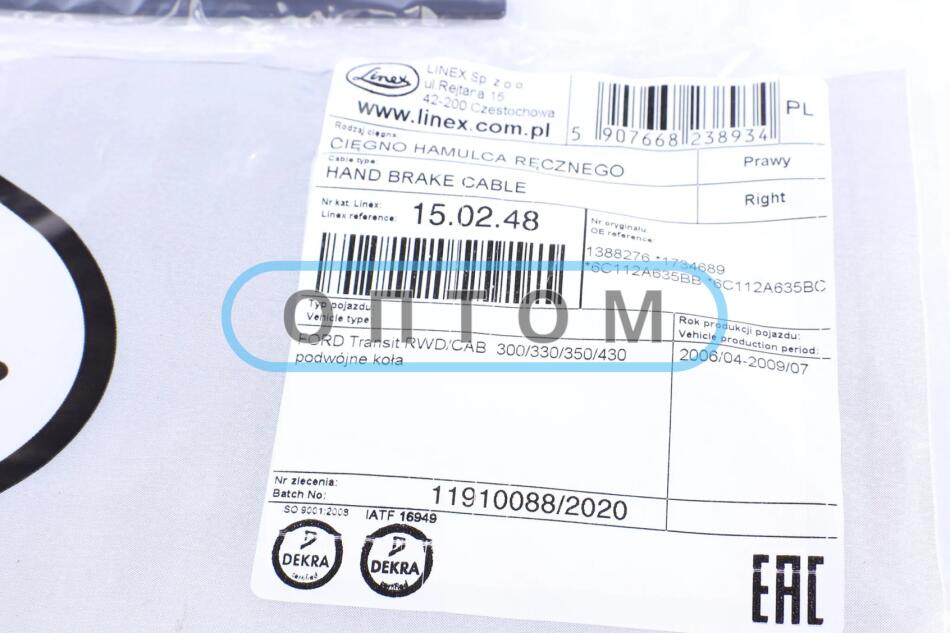 Linex
LINEX Sp. z o o
ul Rejtana 15
42-200 Czestochowa
www.linex.com.pl
5 907668 238934
PL
Rodzaj cięgna:
CIĘGNO HAMULCA RĘCZNEGO
Prawy
Cable type:
HAND BRAKE CABLE
Right
Nr kat. Linex:
Linex reference:
15.02.48
Nr oryginału:
OE reference:
1388276 *1734689
*6C112A635BB *6C112A635BC
ОПТОМ
Typ pojazdu
Vehicle type:
Rok produkcji pojazdu:
Vehicle production period:
FORD Transit RWD/CAB 300/330/350/430
podwójne koła
2006/04-2009/07
Nr zlecenia:
Batch No:
11910088/2020
SO 9001:2008
IATF 16949
DEKRA
certified
DEKRA
certified
EAC